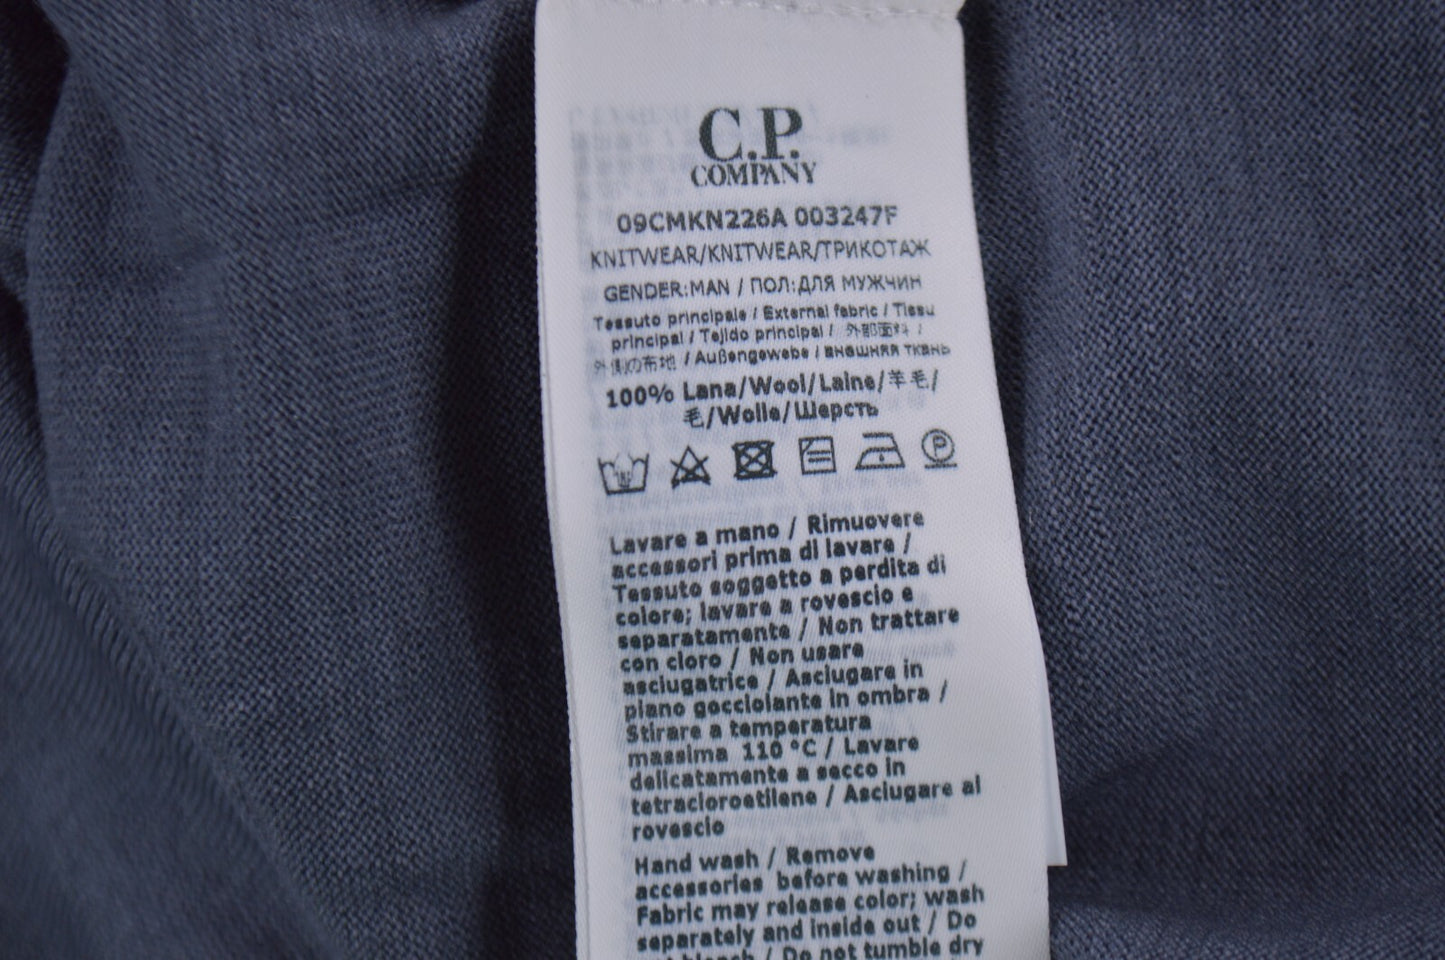 C.P.
COMPANY
09CMKN226A 003247F
KNITWEAR/KNITWEAR/ТРИКОТАЖ
GENDER:MAN / ПОЛ:ДЛЯ МУЖЧИН
Tessuto principale / External fabric / Tissu
principal / Tejido principal / 外部面料 /
外側の布地 / Außengewebe / внешняя ткань
100% Lana/Wool/Laine/羊毛/
毛/Wolle/Шерсть
P
Lavare a mano / Rimuovere
accessori prima di lavare /
Tessuto soggetto a perdita di
colore; lavare a rovescio e
separatamente / Non trattare
con cloro / Non usare
asciugatrice / Asciugare in
piano gocciolante in ombra /
Stirare a temperatura
massima 110 °C / Lavare
delicatamente a secco in
tetracloroetilene / Asciugare al
rovescio
Hand wash / Remove
accessories before washing /
Fabric may release color; wash
separately and inside out / Do
bleach / Do not tumble dry